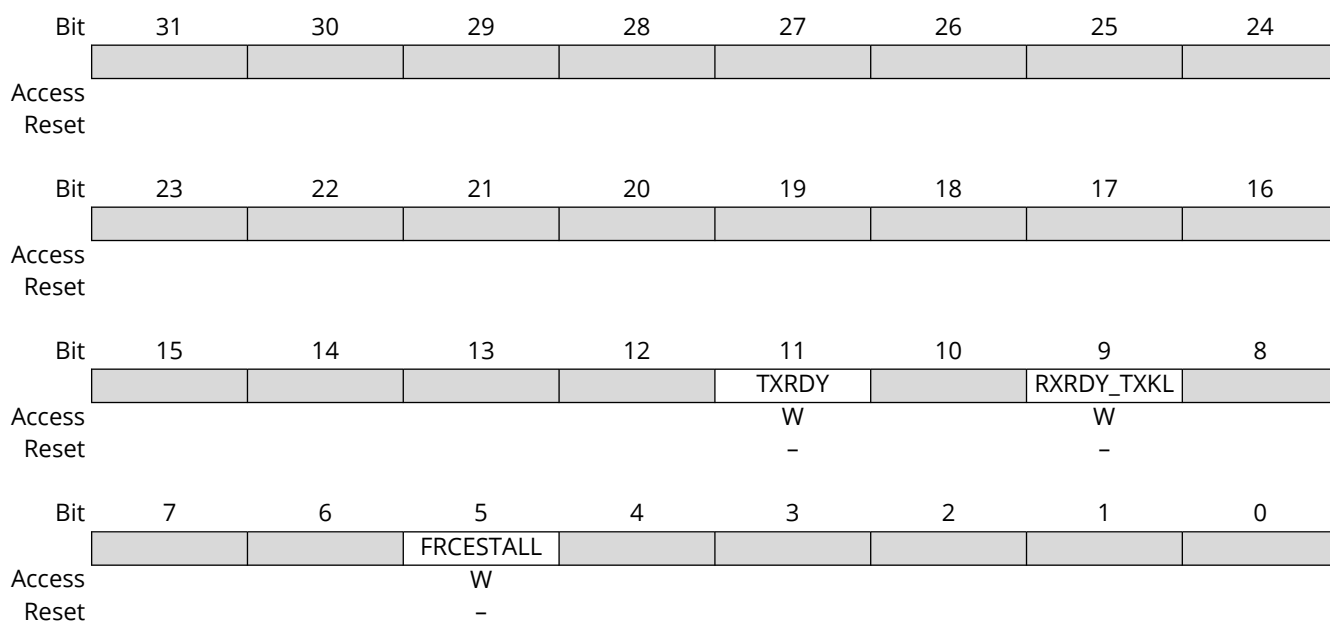 Bit 31 30 29 28 27 26 25 24
Access
Reset
Bit 23 22 21 20 19 18 17 16
Access
Reset
Bit 15 14 13 12 11 10 9 8
TXRDY RXRDY_TXKL
Access W W
Reset – –
Bit 7 6 5 4 3 2 1 0
FRCESTALL
Access W
Reset –